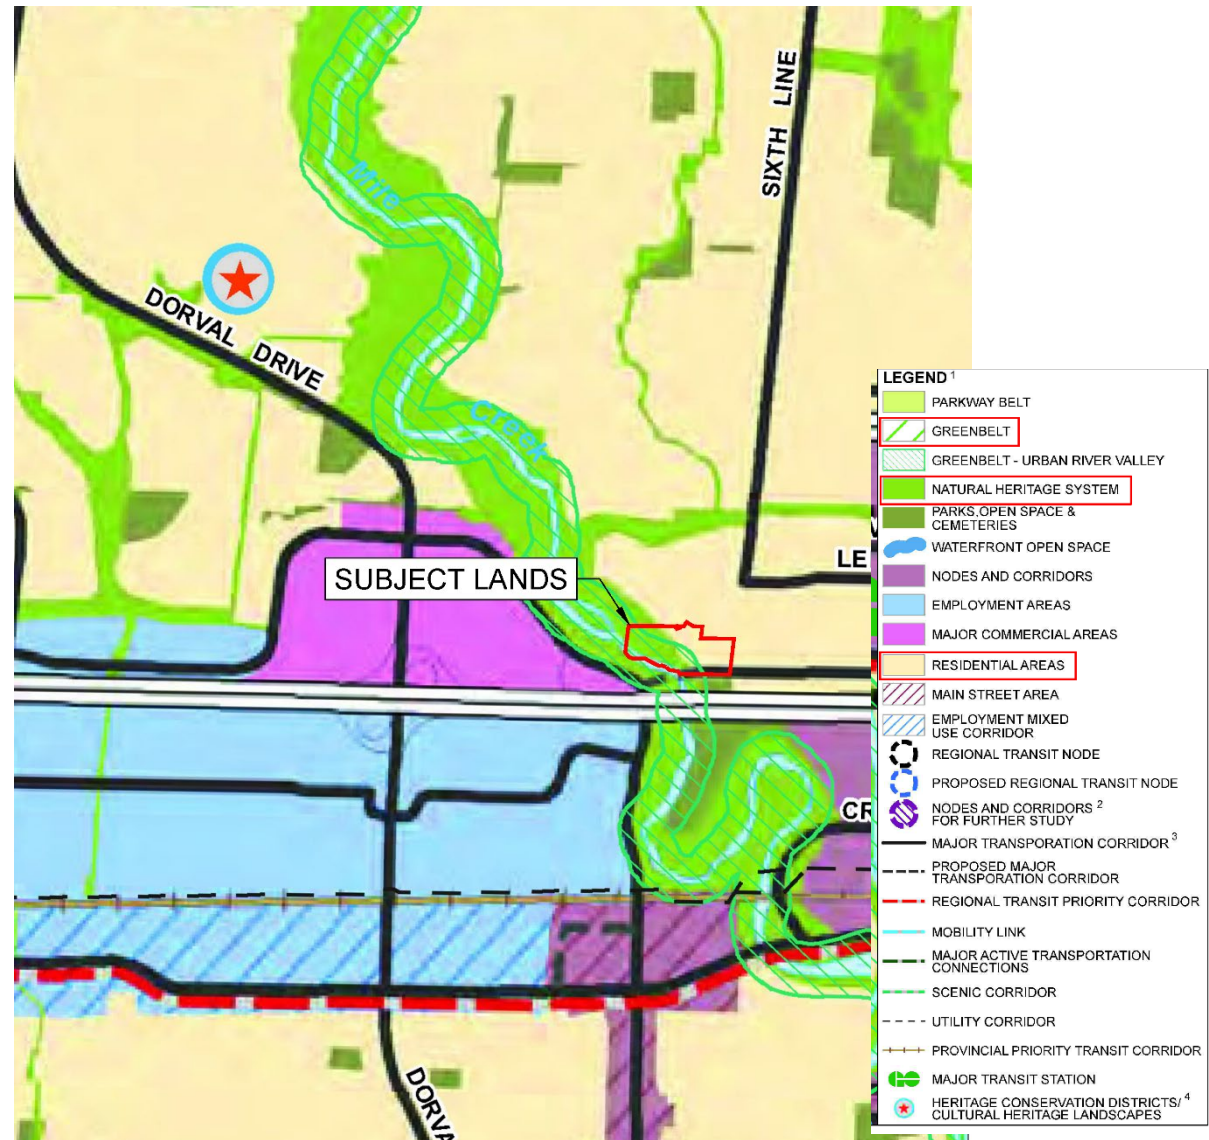 SIXTH LINE
Mile
DORVAL DRIVE
Creek
LE
SUBJECT LANDS
CR
DORVA
LEGEND 1
PARKWAY BELT
GREENBELT
GREENBELT - URBAN RIVER VALLEY
NATURAL HERITAGE SYSTEM
PARKS,OPEN SPACE &
CEMETERIES
WATERFRONT OPEN SPACE
NODES AND CORRIDORS
EMPLOYMENT AREAS
MAJOR COMMERCIAL AREAS
RESIDENTIAL AREAS
MAIN STREET AREA
EMPLOYMENT MIXED
USE CORRIDOR
REGIONAL TRANSIT NODE
PROPOSED REGIONAL TRANSIT NODE
NODES AND CORRIDORS 2
FOR FURTHER STUDY
MAJOR TRANSPORATION CORRIDOR 3
PROPOSED MAJOR
TRANSPORATION CORRIDOR
REGIONAL TRANSIT PRIORITY CORRIDOR
MOBILITY LINK
MAJOR ACTIVE TRANSPORTATION
CONNECTIONS
SCENIC CORRIDOR
UTILITY CORRIDOR
PROVINCIAL PRIORITY TRANSIT CORRIDOR
MAJOR TRANSIT STATION
HERITAGE CONSERVATION DISTRICTS/ 4
CULTURAL HERITAGE LANDSCAPES